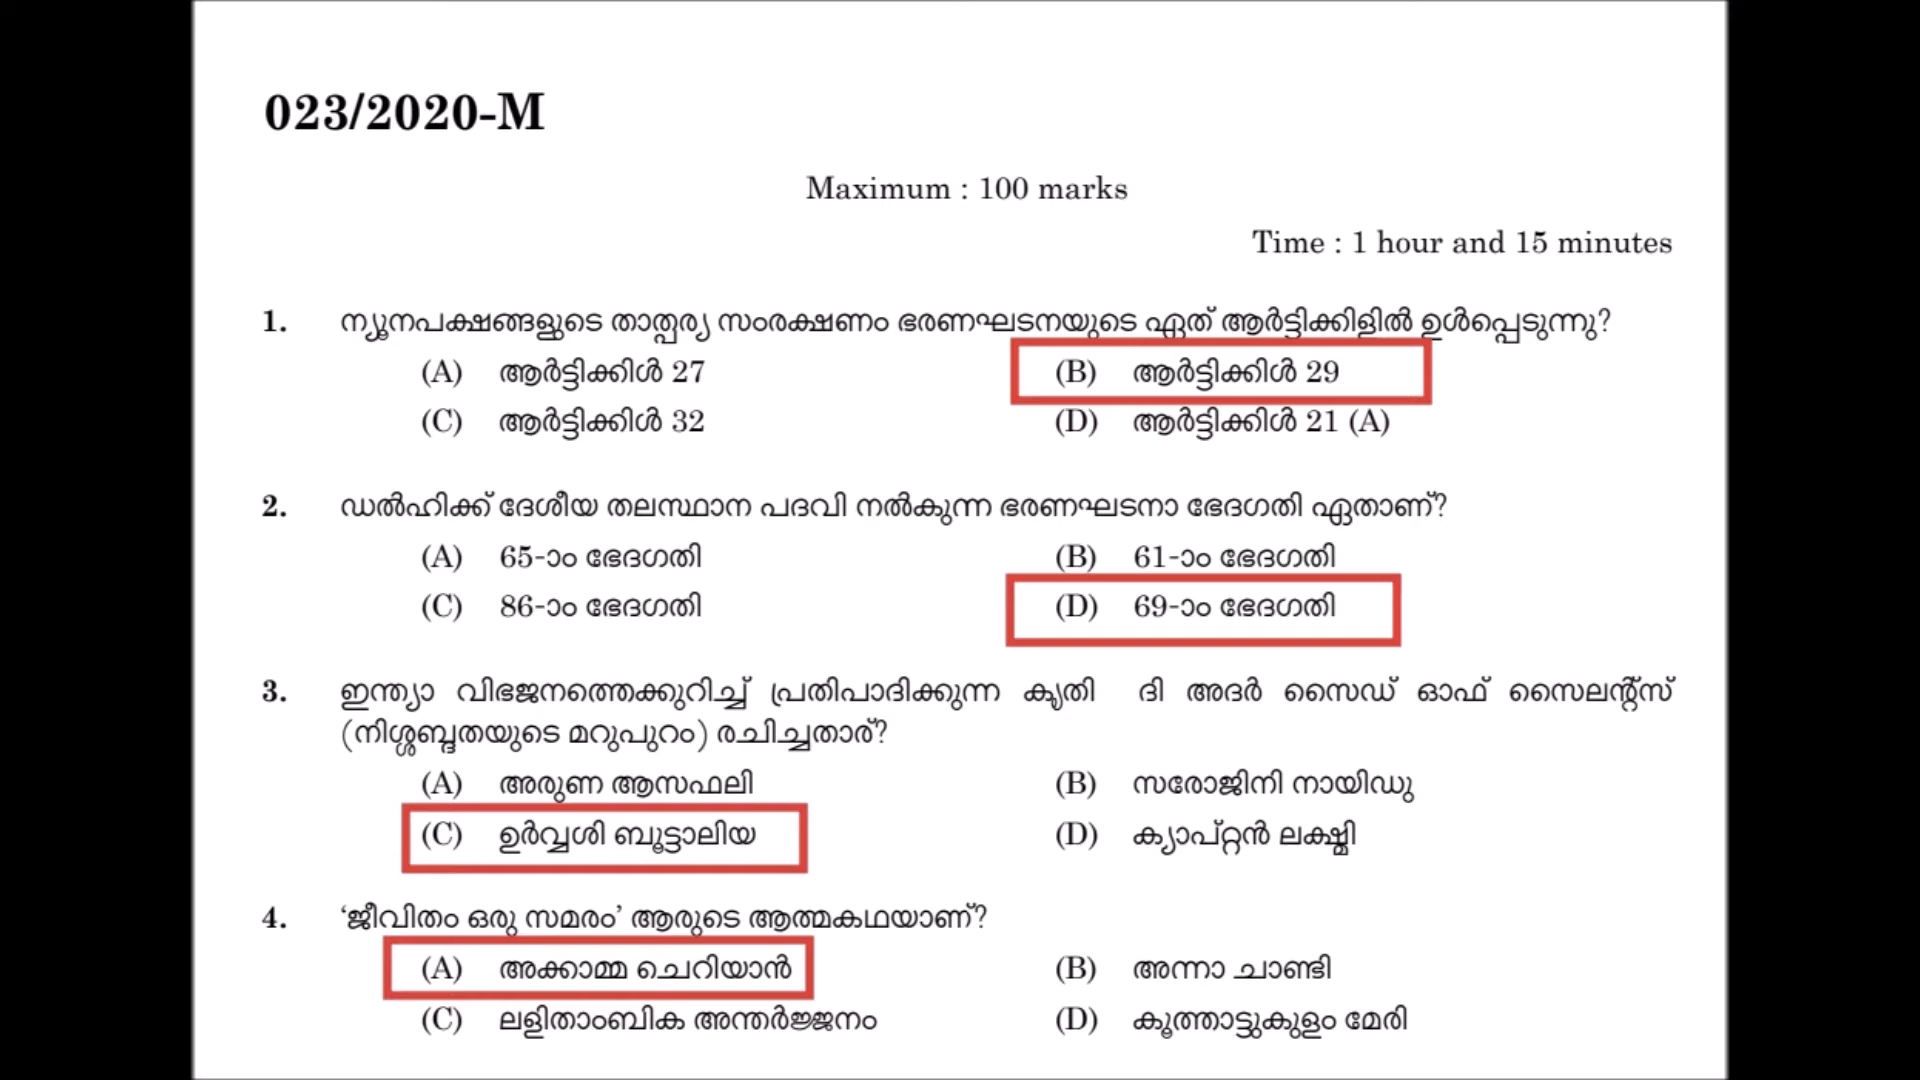 023/2020-M
Maximum : 100 marks
Time : 1 hour and 15 minutes
1. ന്യൂനപക്ഷങ്ങളുടെ താത്പര്യ സംരക്ഷണം ഭരണഘടനയുടെ ഏത് ആർട്ടിക്കിളിൽ ഉൾപ്പെടുന്നു?
(A) ആർട്ടിക്കിൾ 27 (B) ആർട്ടിക്കിൾ 29
(C) ആർട്ടിക്കിൾ 32 (D) ആർട്ടിക്കിൾ 21 (A)
2. ഡൽഹിക്ക് ദേശീയ തലസ്ഥാന പദവി നൽകുന്ന ഭരണഘടനാ ഭേദഗതി ഏതാണ്?
(A) 65-ാം ഭേദഗതി (B) 61-ാം ഭേദഗതി
(C) 86-ാം ഭേദഗതി (D) 69-ാം ഭേദഗതി
3. ഇന്ത്യാ വിഭജനത്തെക്കുറിച്ച് പ്രതിപാദിക്കുന്ന കൃതി ദി അദർ സൈഡ് ഓഫ് സൈലന്റ്സ്
(നിശ്ശബ്ദതയുടെ മറുപുറം) രചിച്ചതാര്?
(A) അരുണ ആസഫലി (B) സരോജിനി നായിഡു
(C) ഉർവ്വശി ബൂട്ടാലിയ (D) ക്യാപ്റ്റൻ ലക്ഷ്മി
4. ‘ജീവിതം ഒരു സമരം’ ആരുടെ ആത്മകഥയാണ്?
(A) അക്കാമ്മ ചെറിയാൻ (B) അന്നാ ചാണ്ടി
(C) ലളിതാംബിക അന്തർജ്ജനം (D) കൂത്താട്ടുകുളം മേരി